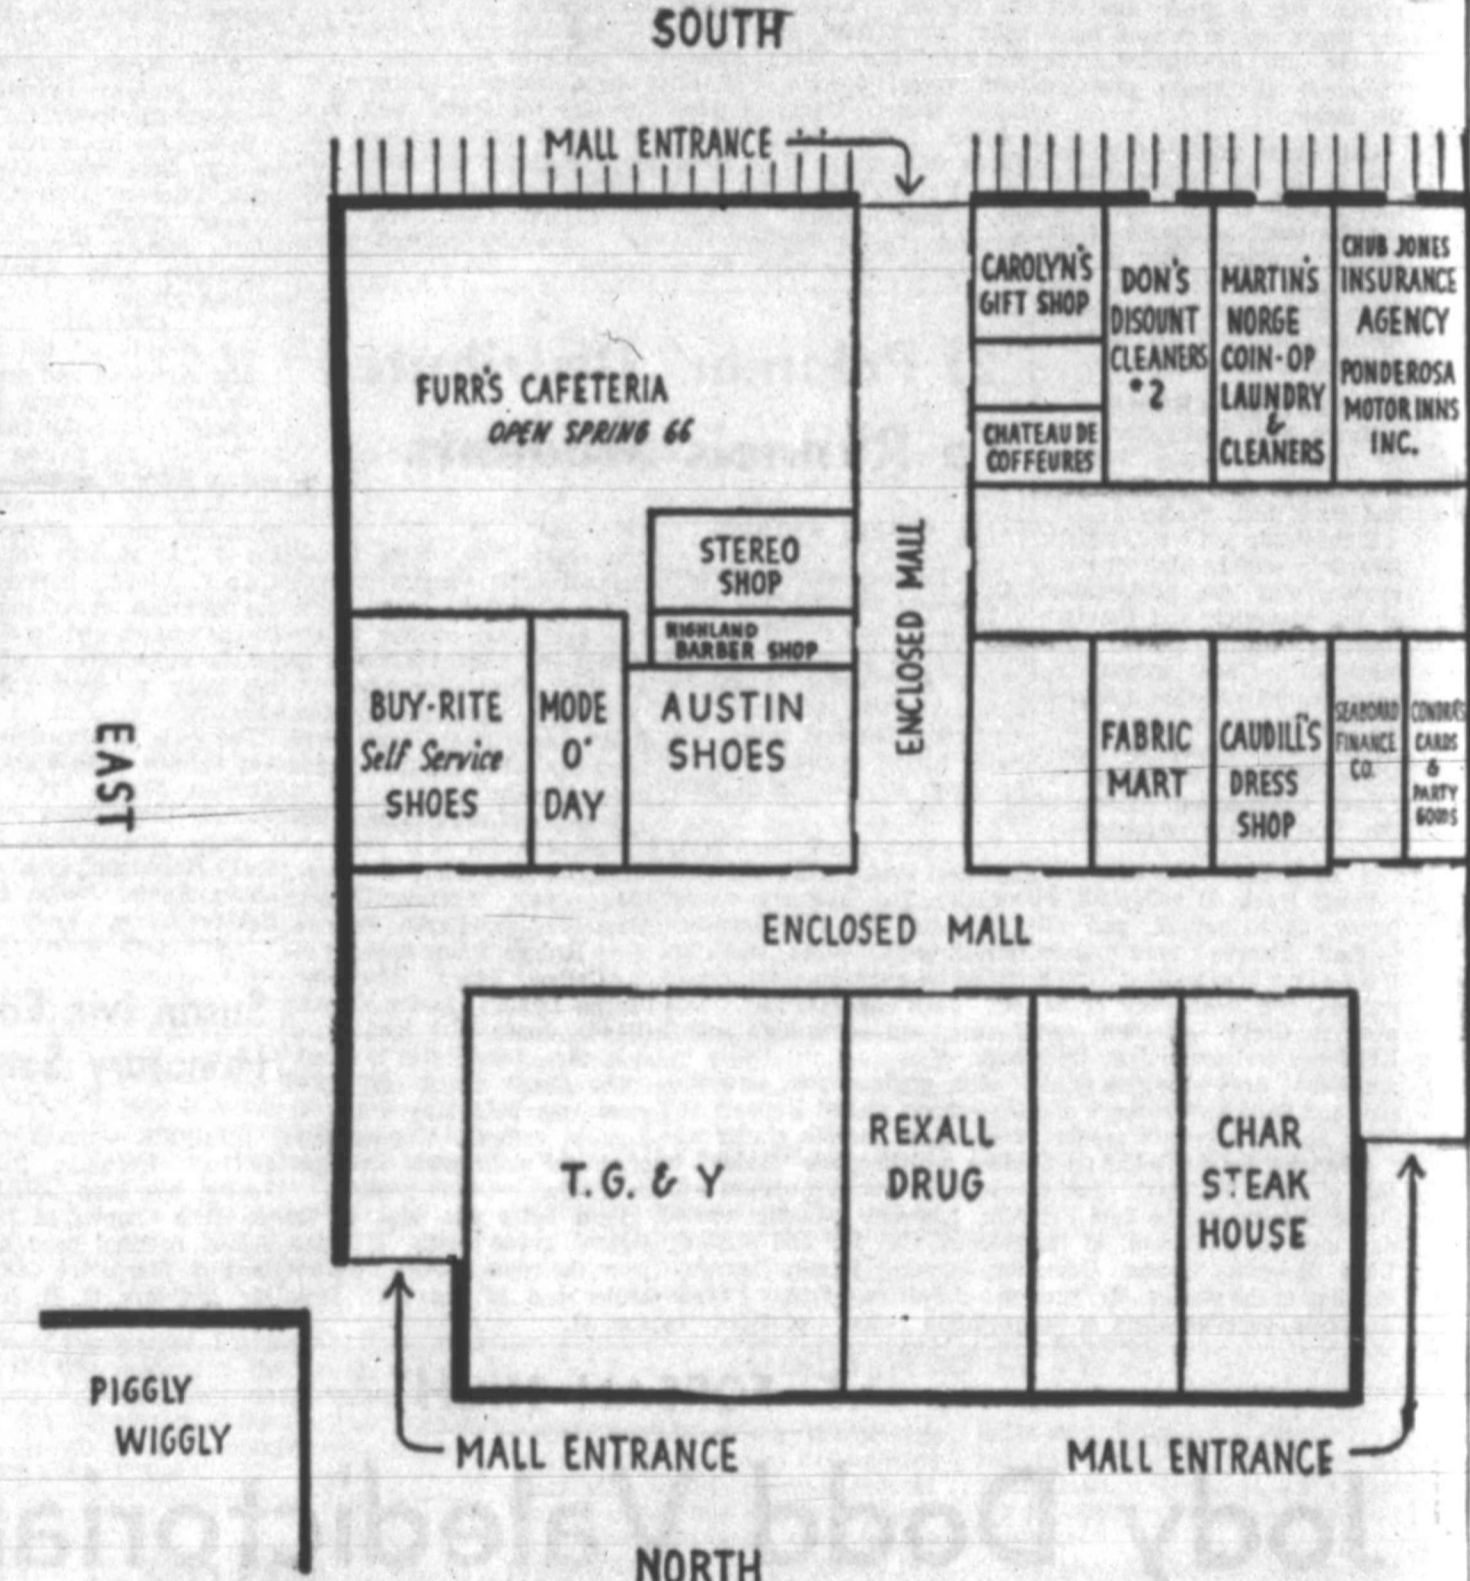 SOUTH
MALL ENTRANCE
FURR'S CAFETERIA
OPEN SPRING 66
STEREO
SHOP
HIGHLAND
BARBER SHOP
BUY-RITE
Self Service
SHOES
MODE
O'
DAY
AUSTIN
SHOES
ENCLOSED MALL
CAROLYN'S
GIFT SHOP
CHATEAU DE
COFFEURES
DON'S
DISOUNT
CLEANERS
#2
MARTIN'S
NORGE
COIN-OP
LAUNDRY
&
CLEANERS
CHUB JONES
INSURANCE
AGENCY
PONDEROSA
MOTOR INNS
INC.
FABRIC
MART
CAUDILL'S
DRESS
SHOP
SEABOARD
FINANCE
CO.
CARDS
&
PARTY
GOODS
EAST
ENCLOSED MALL
T.G. & Y
REXALL
DRUG
CHAR
STEAK
HOUSE
PIGGLY
WIGGLY
MALL ENTRANCE
MALL ENTRANCE
NORTH
Jody Dodd Valedictoria